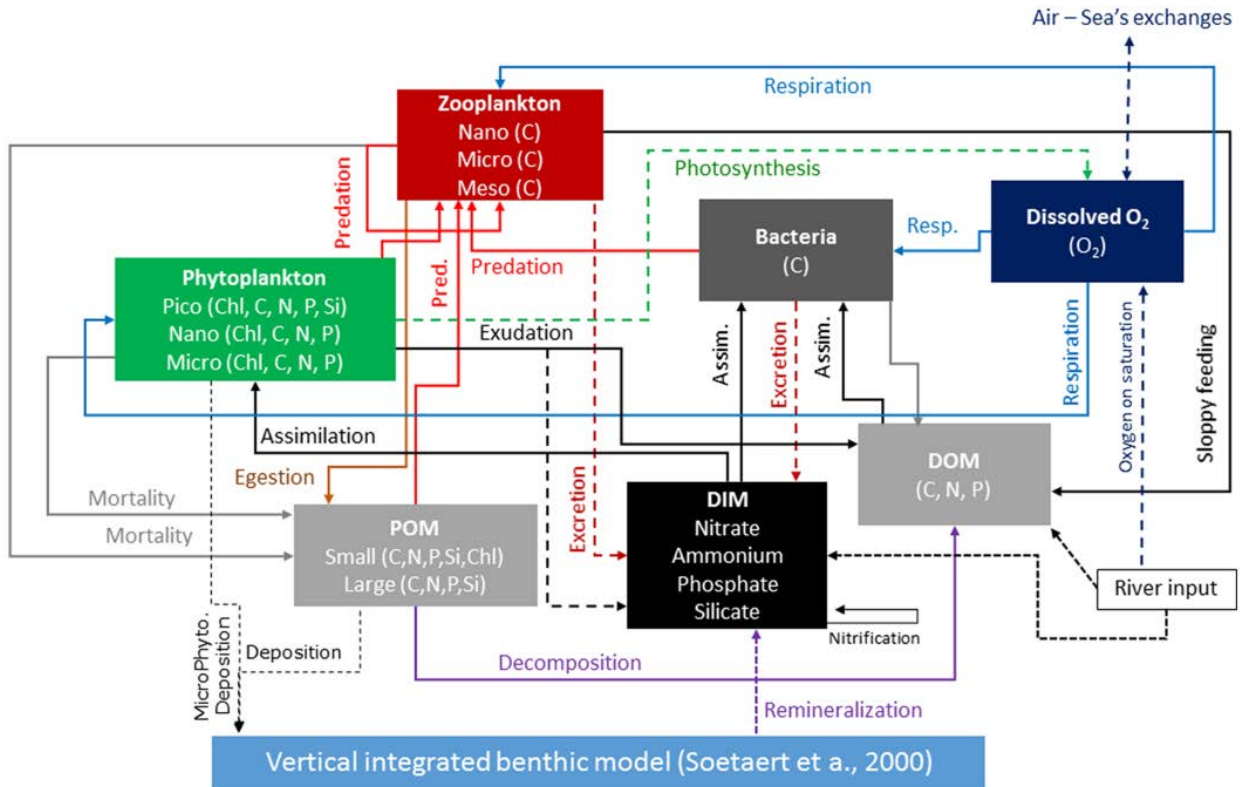 Air – Sea's exchanges
Respiration
Zooplankton
Nano (C)
Micro (C)
Meso (C)
Photosynthesis
Predation
Dissolved O₂
(O₂)
Resp.
Bacteria
(C)
Predation
Pred.
Phytoplankton
Pico (Chl, C, N, P, Si)
Nano (Chl, C, N, P)
Micro (Chl, C, N, P)
Exudation
Assim.
Excretion
Assim.
Respiration
Oxygen on saturation
Sloppy feeding
Assimilation
Egestion
DOM
(C, N, P)
Mortality
Mortality
Excretion
DIM
Nitrate
Ammonium
Phosphate
Silicate
POM
Small (C,N,P,Si,Chl)
Large (C,N,P,Si)
River input
Nitrification
MicroPhyto.
Deposition
Deposition
Decomposition
Remineralization
Vertical integrated benthic model (Soetaert et a., 2000)